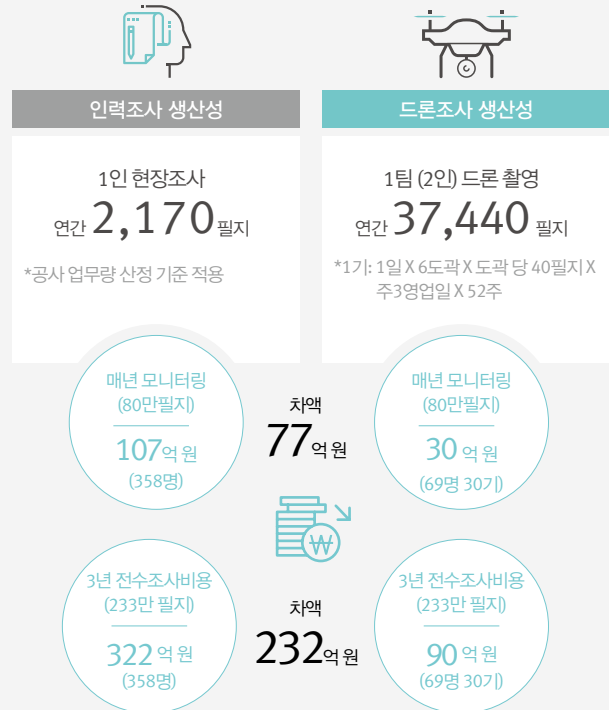 인력조사 생산성
1인 현장조사
연간 2,170 필지
*공사 업무량 산정 기준 적용
드론조사 생산성
1팀 (2인) 드론 촬영
연간 37,440 필지
*1기: 1일 X 6도곽 X 도곽 당 40필지 X
주3영업일 X 52주
매년 모니터링
(80만필지)
107억 원
(358명)
차액
77억 원
매년 모니터링
(80만필지)
30 억 원
(69명 30기)
₩
3년 전수조사비용
(233만 필지)
322 억 원
(358명)
차액
232억 원
3년 전수조사비용
(233만 필지)
90 억 원
(69명 30기)